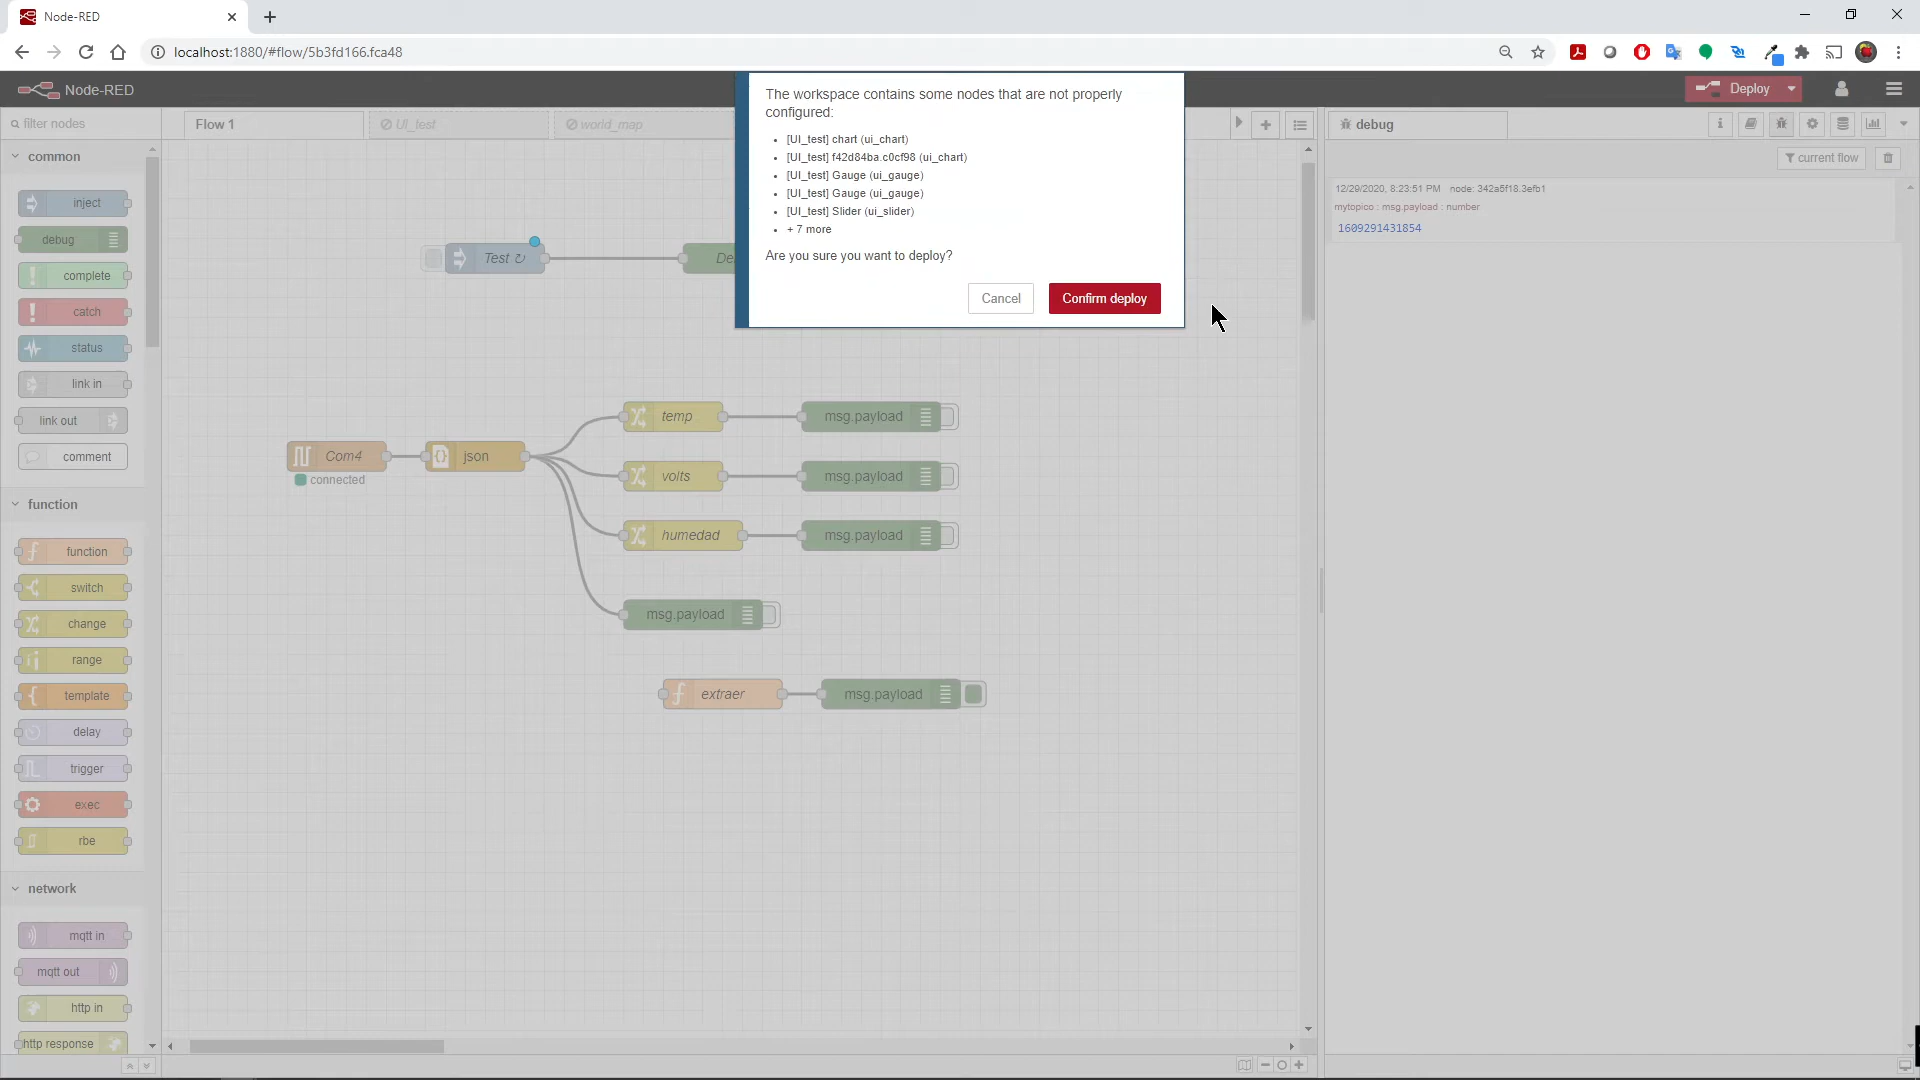 Node-RED
localhost:1880/#flow/5b3fd166.fca48
Node-RED
Deploy
filter nodes
Flow 1
UI_test
world_map
debug
The workspace contains some nodes that are not properly
configured:
[UI_test] chart (ui_chart)
[UI_test] f42d84ba.c0cf98 (ui_chart)
[UI_test] Gauge (ui_gauge)
[UI_test] Gauge (ui_gauge)
[UI_test] Slider (ui_slider)
+ 7 more
Are you sure you want to deploy?
Cancel
Confirm deploy
common
inject
debug
complete
catch
status
link in
link out
comment
function
function
switch
change
range
template
delay
trigger
exec
rbe
network
mqtt in
mqtt out
http in
http response
Test ↻
De
Com4
connected
json
temp
msg.payload
volts
msg.payload
humedad
msg.payload
msg.payload
extraer
msg.payload
current flow
12/29/2020, 8:23:51 PM node: 342a5f18.3efb1
mytopico : msg.payload : number
1609291431854